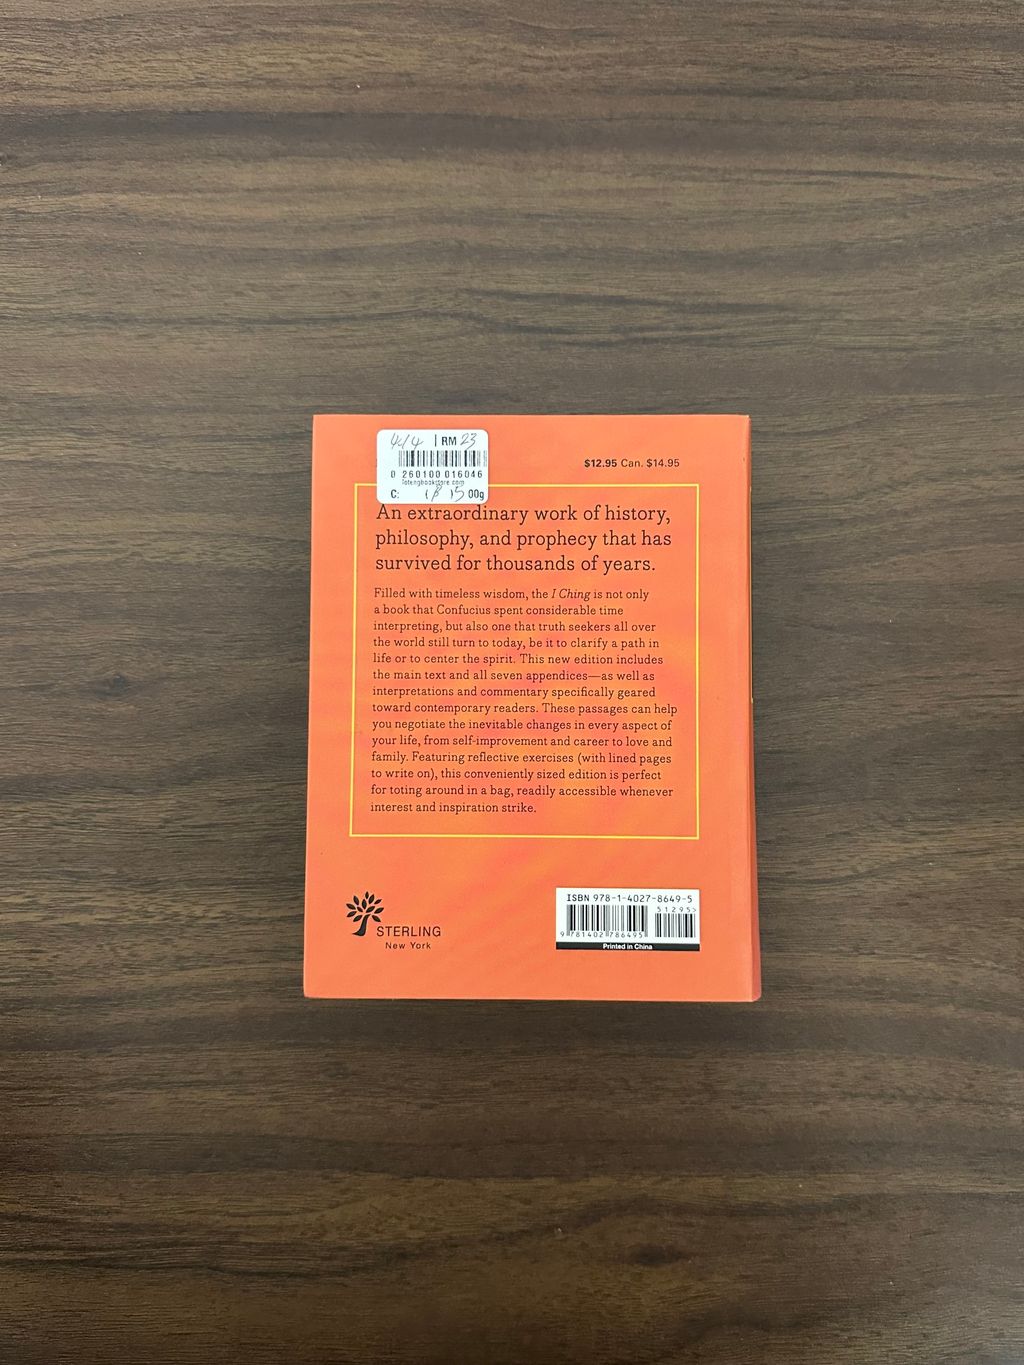 4/4 | RM 23
0 260100 016046
Totengbookstore.com
C: 00g
$12.95 Can. $14.95
An extraordinary work of history,
philosophy, and prophecy that has
survived for thousands of years.
Filled with timeless wisdom, the I Ching is not only
a book that Confucius spent considerable time
interpreting, but also one that truth seekers all over
the world still turn to today, be it to clarify a path in
life or to center the spirit. This new edition includes
the main text and all seven appendices—as well as
interpretations and commentary specifically geared
toward contemporary readers. These passages can help
you negotiate the inevitable changes in every aspect of
your life, from self-improvement and career to love and
family. Featuring reflective exercises (with lined pages
to write on), this conveniently sized edition is perfect
for toting around in a bag, readily accessible whenever
interest and inspiration strike.
STERLING
New York
ISBN 978-1-4027-8649-5
51295>
9 781402 786495
Printed in China